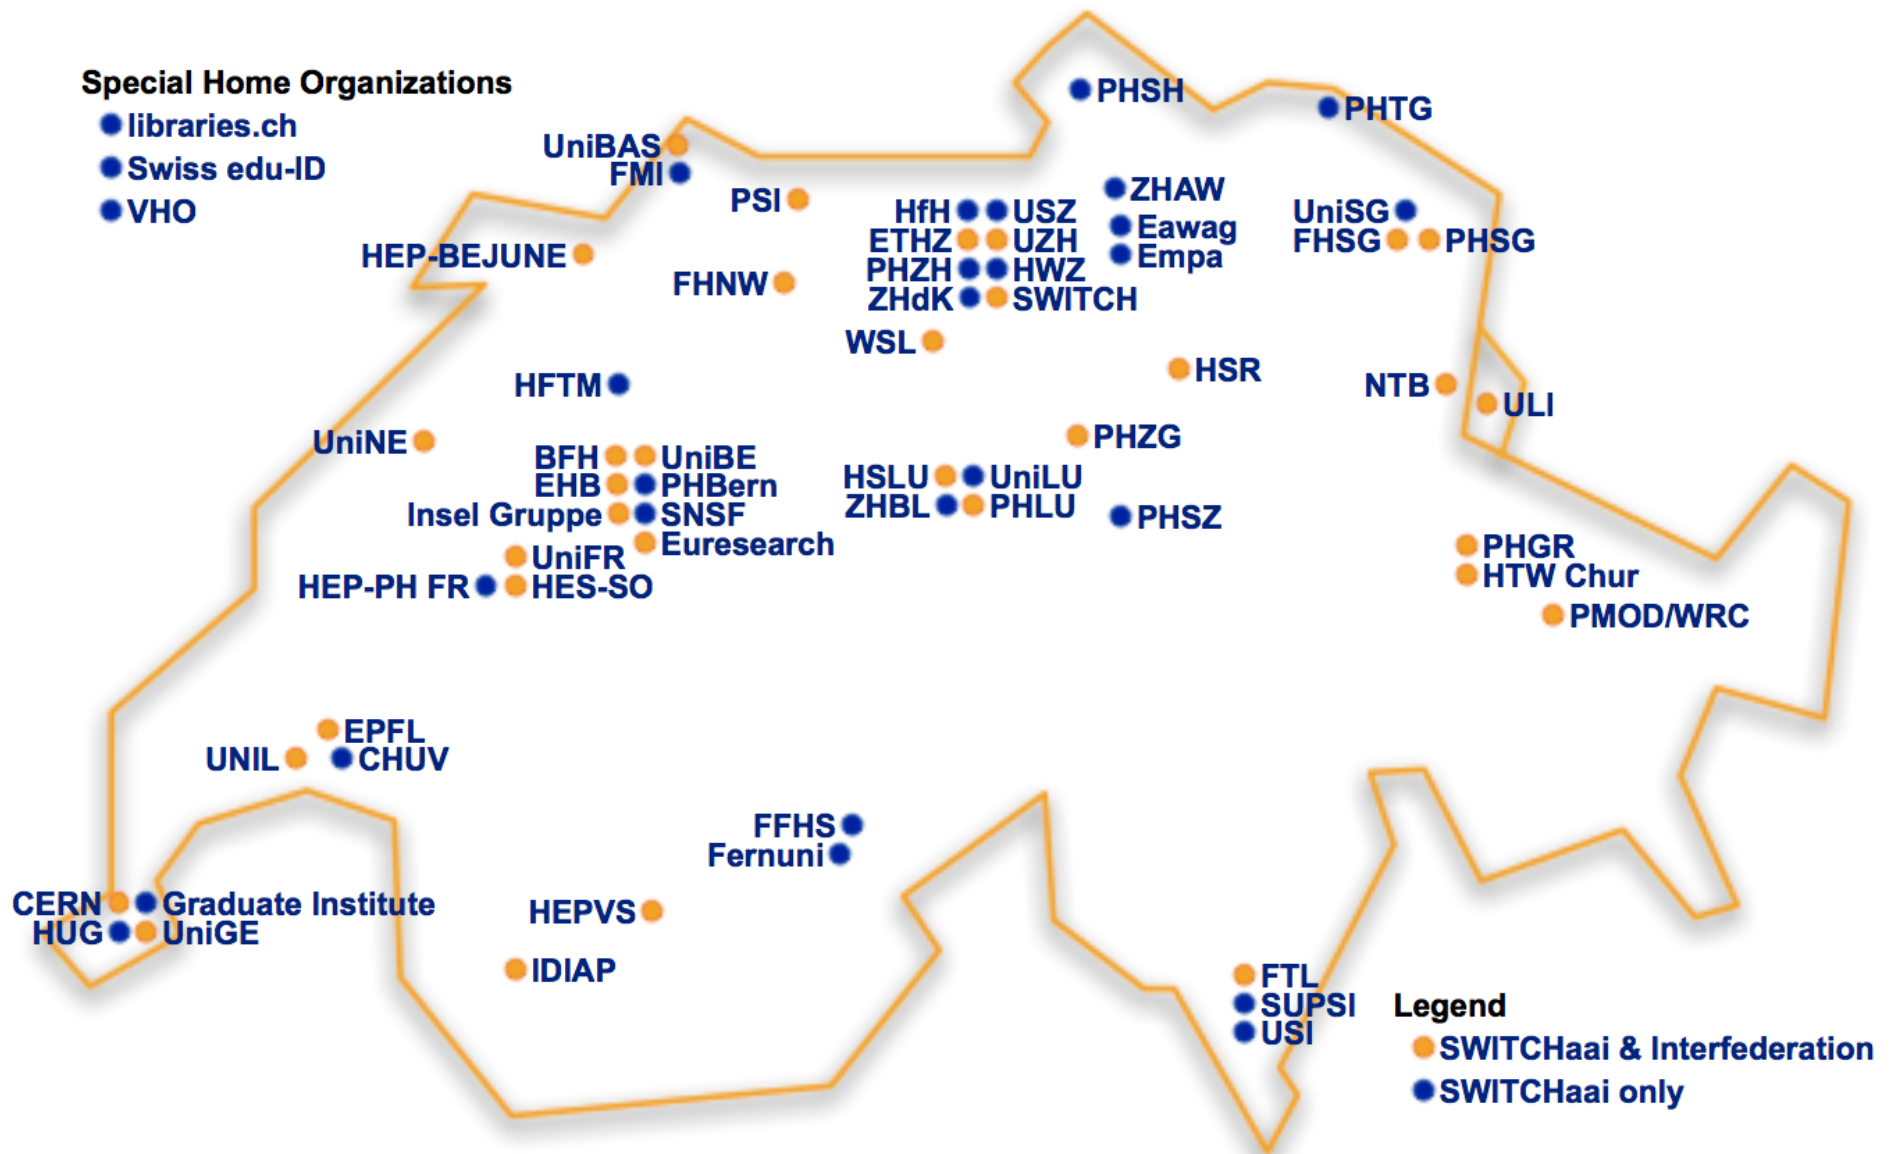 Special Home Organizations
libraries.ch
Swiss edu-ID
VHO
PHSH
PHTG
UniBAS
FMI
PSI
ZHAW
HfH USZ
Eawag
UniSG
ETHZ UZH
Empa
FHSG PHSG
HEP-BEJUNE
PHZH HWZ
FHNW
ZHdK SWITCH
WSL
HSR
HFTM
NTB
ULI
UniNE
PHZG
BFH UniBE
HSLU UniLU
EHB PHBern
ZHBL PHLU
Insel Gruppe SNSF
PHSZ
Euresearch
UniFR
PHGR
HEP-PH FR HES-SO
HTW Chur
PMOD/WRC
EPFL
UNIL CHUV
FFHS
Fernuni
CERN Graduate Institute
HUG UniGE
HEPVS
IDIAP
FTL
SUPSI
USI
Legend
SWITCHaai & Interfederation
SWITCHaai only